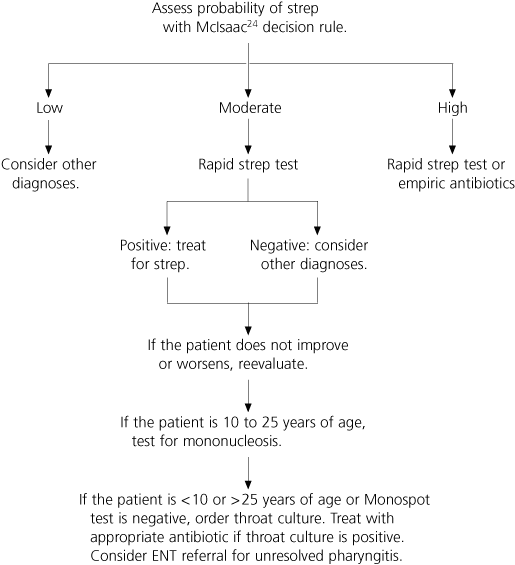 Assess probability of strep
with McIsaac24 decision rule.
Low
Moderate
High
Consider other
diagnoses.
Rapid strep test
Rapid strep test or
empiric antibiotics
Positive: treat
for strep.
Negative: consider
other diagnoses.
If the patient does not improve
or worsens, reevaluate.
If the patient is 10 to 25 years of age,
test for mononucleosis.
If the patient is <10 or >25 years of age or Monospot
test is negative, order throat culture. Treat with
appropriate antibiotic if throat culture is positive.
Consider ENT referral for unresolved pharyngitis.